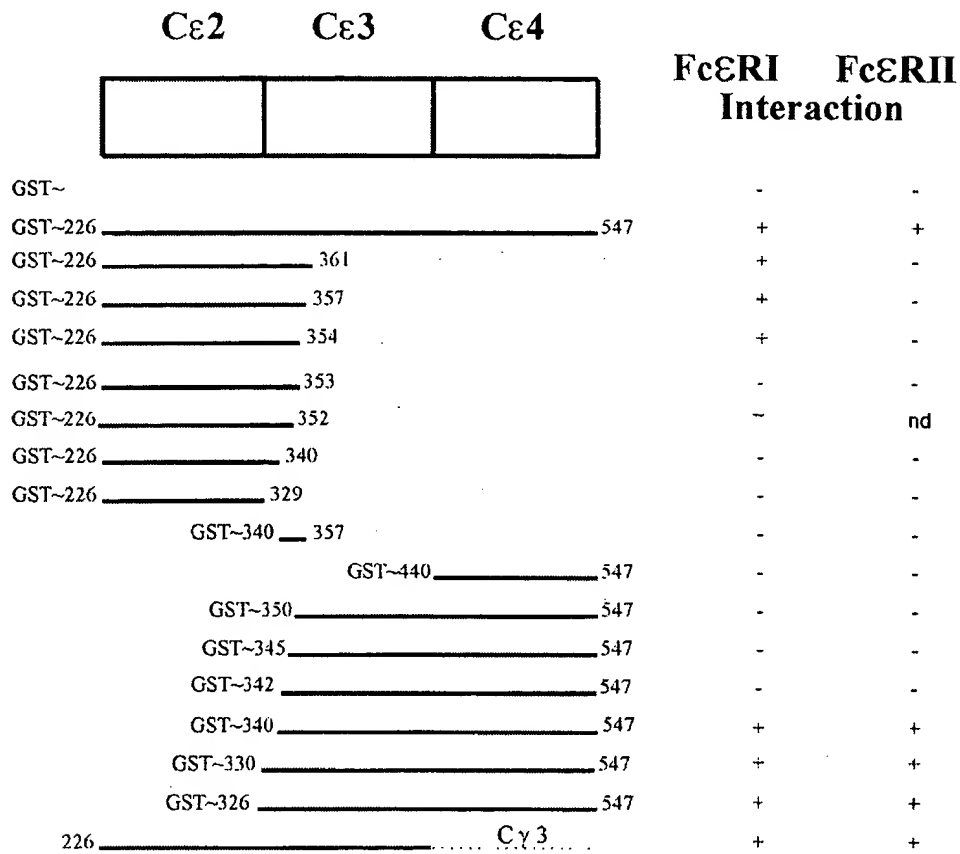 Cε2 Cε3 Cε4
FcεRI FcεRII
Interaction
GST~ - -
GST~226 547 + +
GST~226 361 + -
GST~226 357 + -
GST~226 354 + -
GST~226 353 - -
GST~226 352 - nd
GST~226 340 - -
GST~226 329 - -
GST~340 357 - -
GST~440 547 - -
GST~350 547 - -
GST~345 547 - -
GST~342 547 - -
GST~340 547 + +
GST~330 547 + +
GST~326 547 + +
226 Cγ3 + +